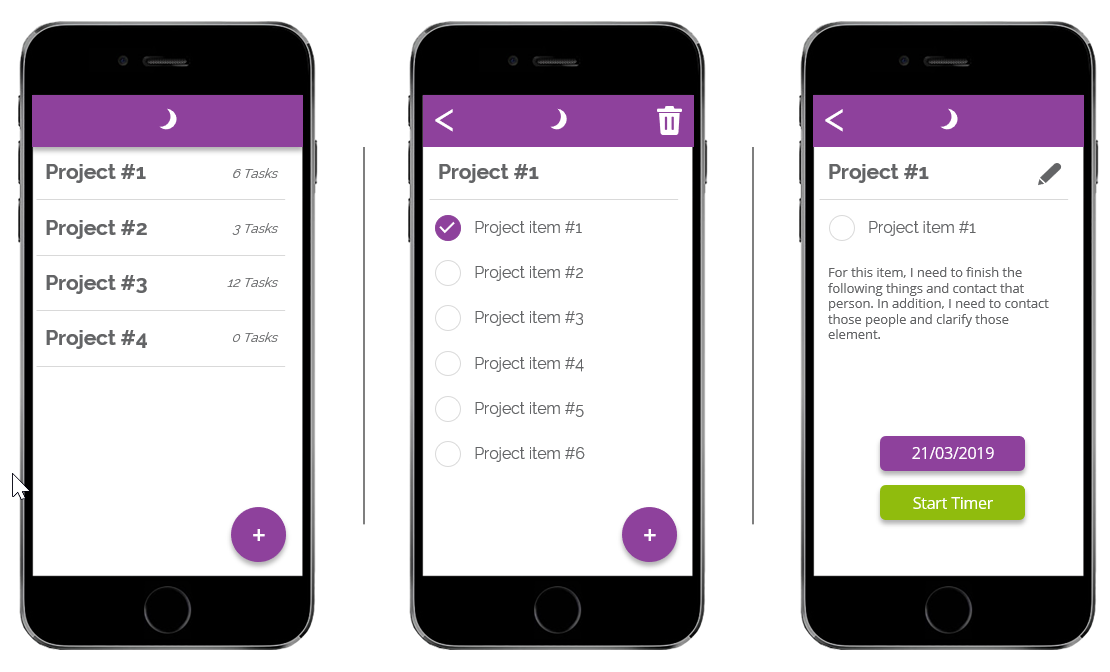 Project #1 6 Tasks
Project #2 3 Tasks
Project #3 12 Tasks
Project #4 0 Tasks
+
<
Project #1
Project item #1
Project item #2
Project item #3
Project item #4
Project item #5
Project item #6
+
<
Project #1
Project item #1
For this item, I need to finish the
following things and contact that
person. In addition, I need to contact
those people and clarify those
element.
21/03/2019
Start Timer